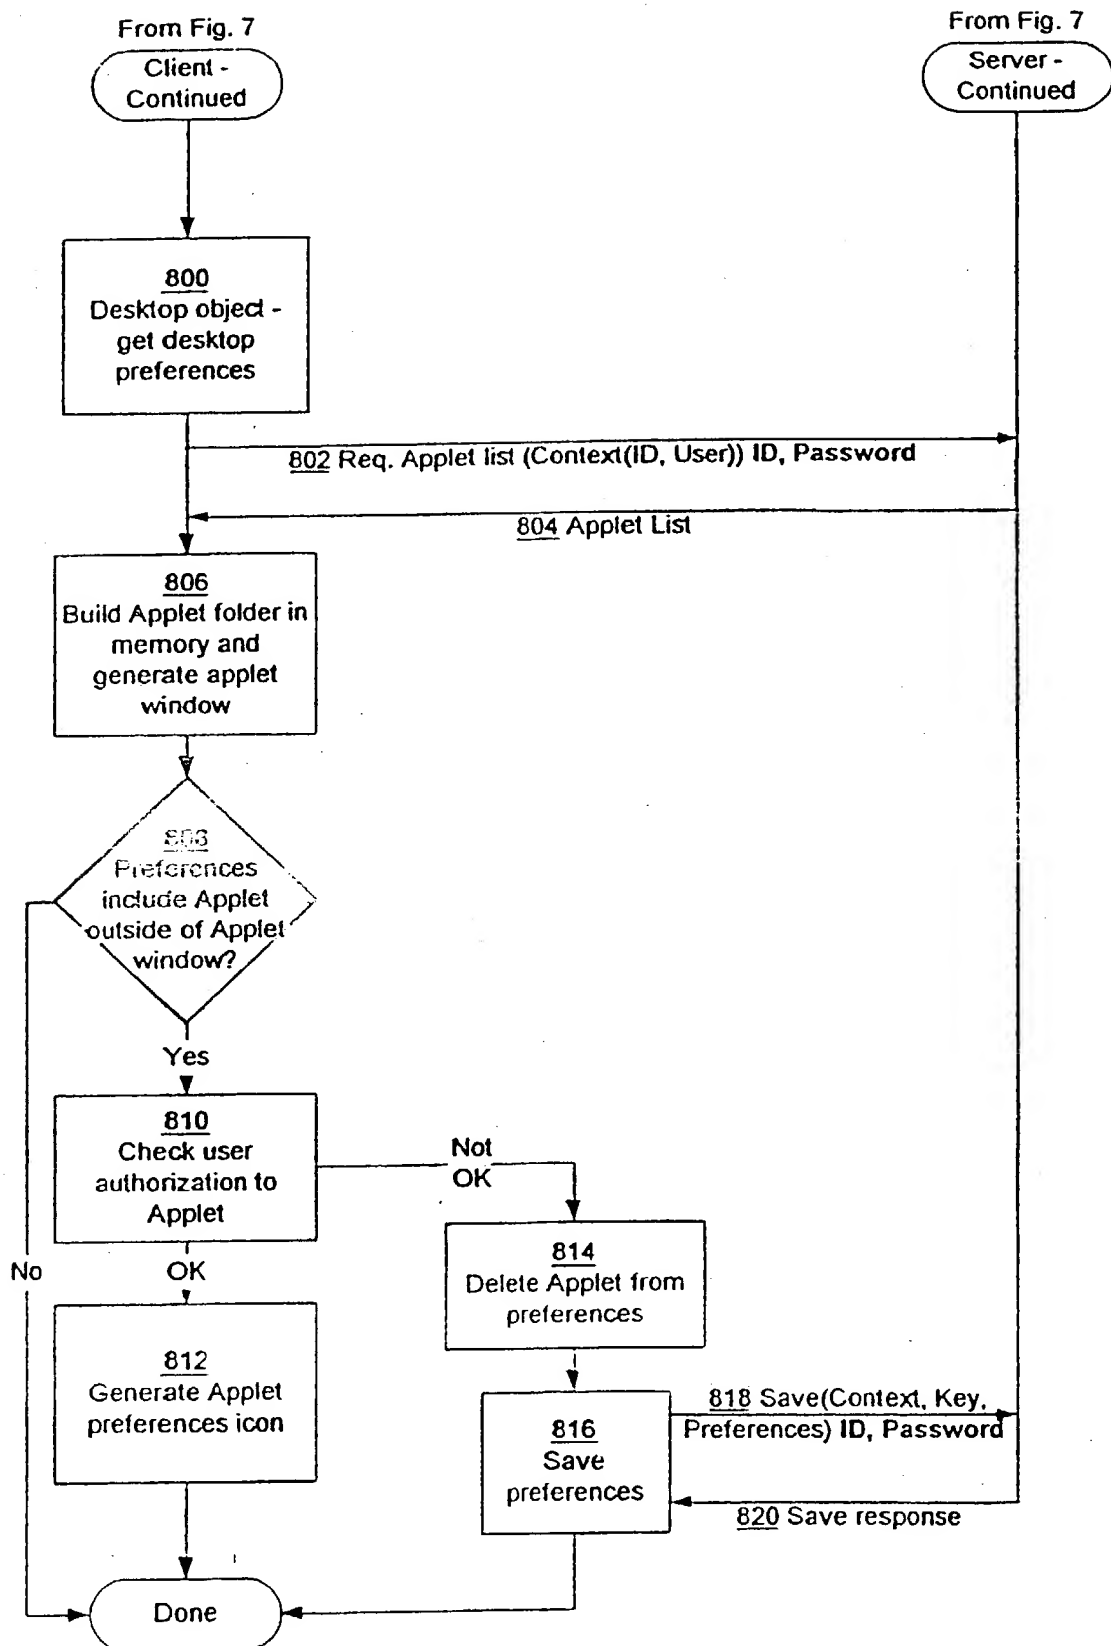 From Fig. 7
Client -
Continued
From Fig. 7
Server -
Continued
800
Desktop object -
get desktop
preferences
802 Req. Applet list (Context(ID, User)) ID, Password
804 Applet List
806
Build Applet folder in
memory and
generate applet
window
808
Preferences
include Applet
outside of Applet
window?
Yes
No
810
Check user
authorization to
Applet
Not
OK
OK
814
Delete Applet from
preferences
812
Generate Applet
preferences icon
816
Save
preferences
818 Save(Context, Key,
Preferences) ID, Password
820 Save response
Done